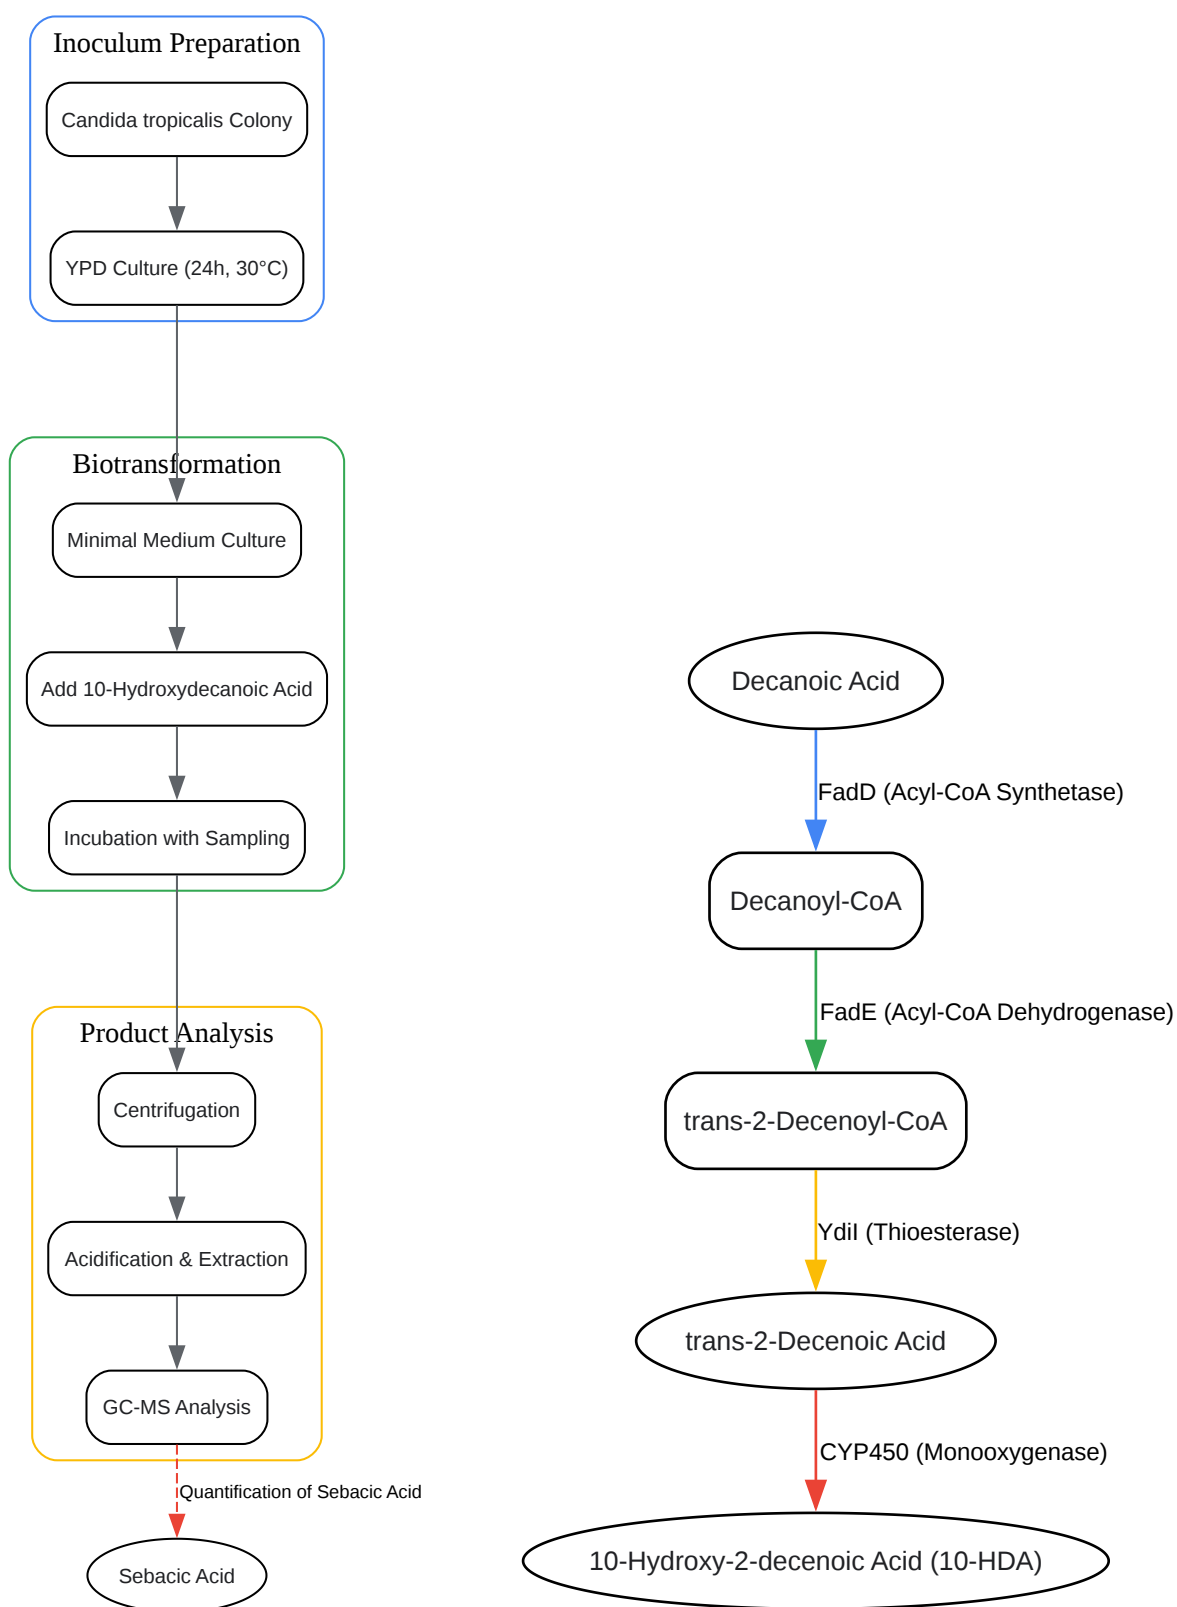 Inoculum Preparation
Candida tropicalis Colony
YPD Culture (24h, 30°C)
Biotransformation
Minimal Medium Culture
Add 10-Hydroxydecanoic Acid
Incubation with Sampling
Product Analysis
Centrifugation
Acidification & Extraction
GC-MS Analysis
Quantification of Sebacic Acid
Sebacic Acid
Decanoic Acid
FadD (Acyl-CoA Synthetase)
Decanoyl-CoA
FadE (Acyl-CoA Dehydrogenase)
trans-2-Decenoyl-CoA
YdiI (Thioesterase)
trans-2-Decenoic Acid
CYP450 (Monooxygenase)
10-Hydroxy-2-decenoic Acid (10-HDA)